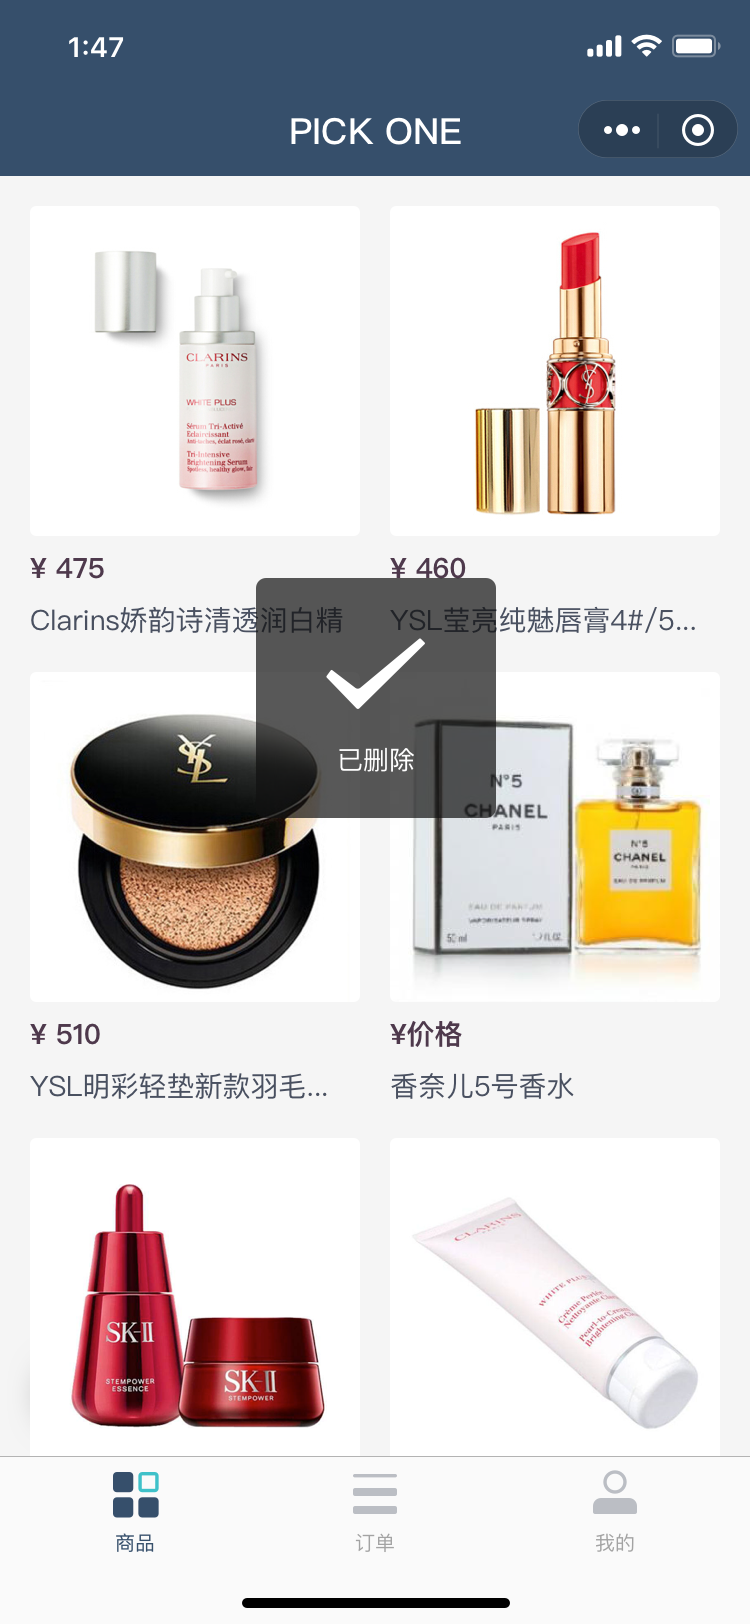 1:47
PICK ONE
CLARINS
PARIS
WHITE PLUS
Sérum Tri-Activé
Eclaircissant
Anti-taches, éclat rosé, clarté
Tri-Intensive
Brightening Serum
Spotless, healthy glow, fair
YSL
¥ 475
¥ 460
Clarins娇韵诗清透润白精
YSL莹亮纯魅唇膏4#/5...
已删除
YSL
N°5
CHANEL
PARIS
EAU DE PARFUM
VAPORISATEUR SPRAY
50 ml
1.7 FL.OZ.
N°5
CHANEL
PARIS
EAU DE PARFUM
¥ 510
¥价格
YSL明彩轻垫新款羽毛...
香奈儿5号香水
SK-II
STEMPOWER
ESSENCE
SK-II
STEMPOWER
CLARINS
WHITE PLUS
Crème Perlée
Nettoyante
Pearl-to-Cream
Brightening
商品
订单
我的